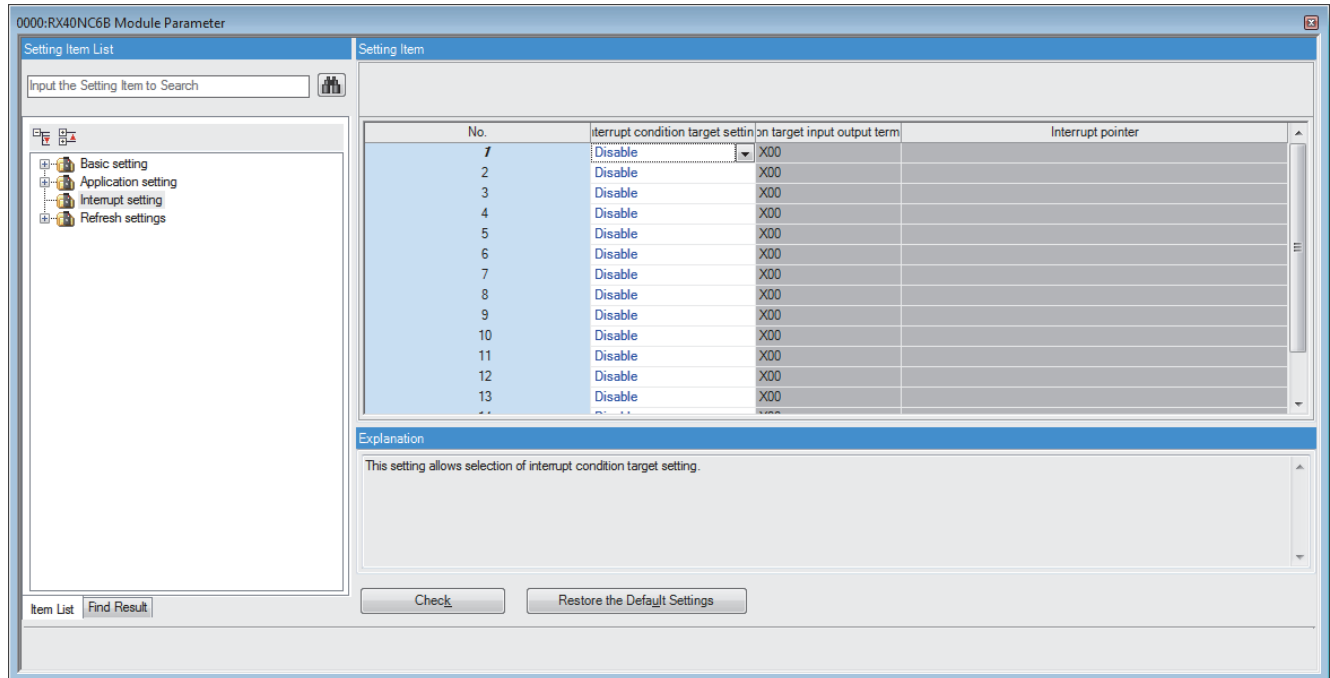 0000:RX40NC6B Module Parameter
Setting Item List
Setting Item
Input the Setting Item to Search
Basic setting
Application setting
Interrupt setting
Refresh settings
No. terrupt condition target settin on target input output term Interrupt pointer
1 Disable X00
2 Disable X00
3 Disable X00
4 Disable X00
5 Disable X00
6 Disable X00
7 Disable X00
8 Disable X00
9 Disable X00
10 Disable X00
11 Disable X00
12 Disable X00
13 Disable X00
Explanation
This setting allows selection of interrupt condition target setting.
Item List Find Result
Check Restore the Default Settings